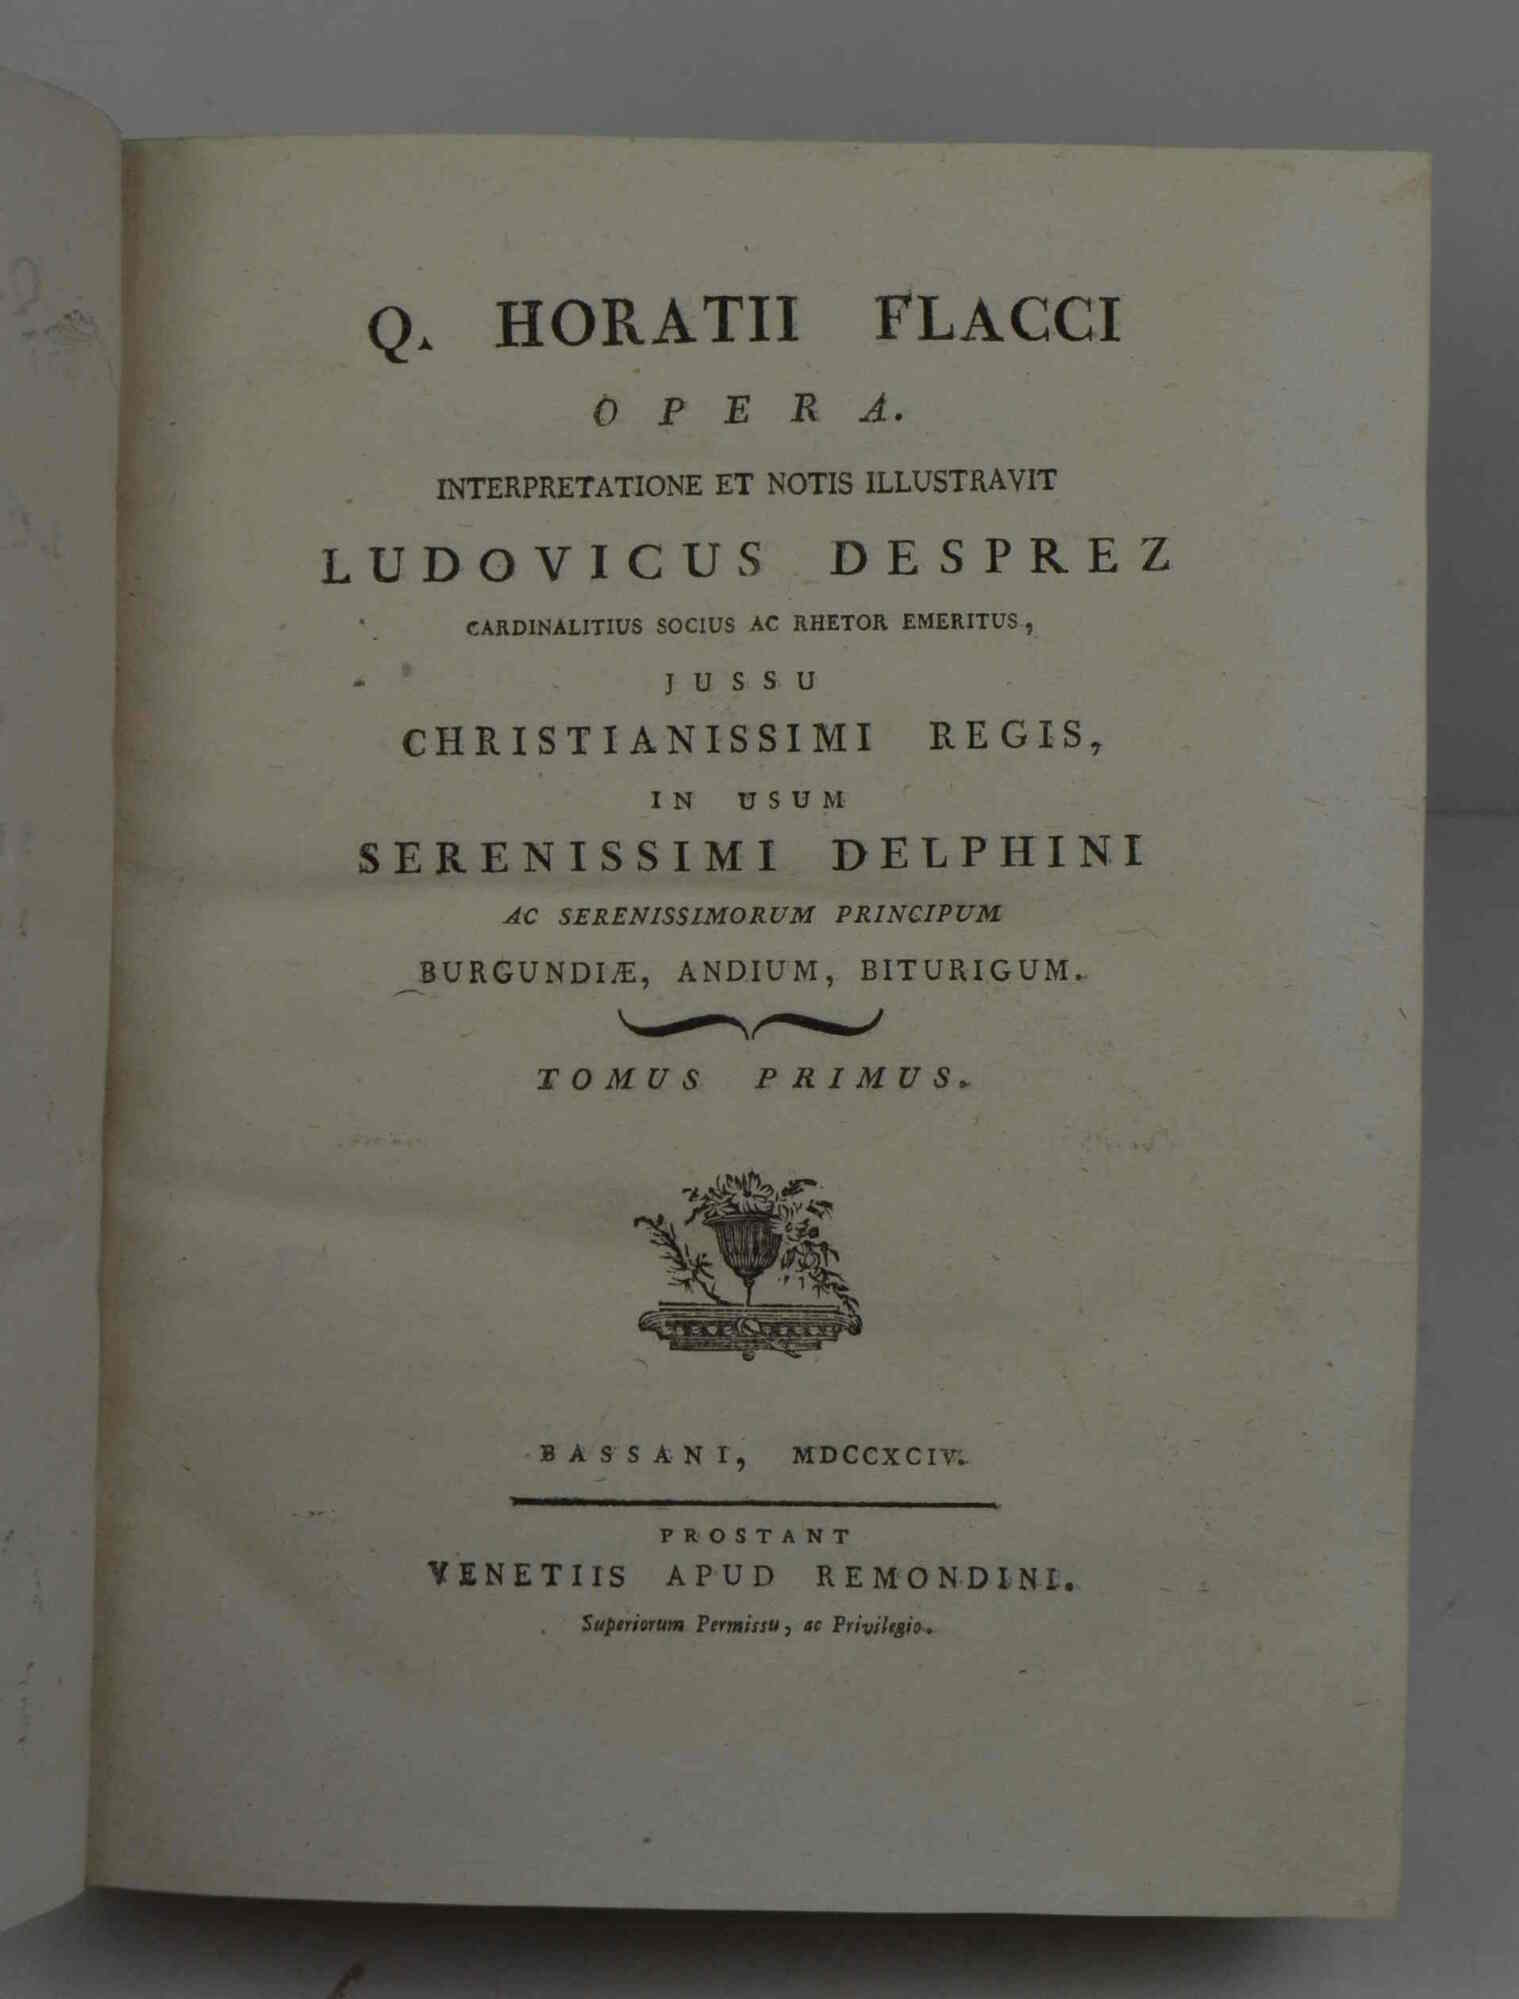 Q. HORATII FLACCI
OPERA.
INTERPRETATIONE ET NOTIS ILLUSTRAVIT
LUDOVICUS DESPREZ
CARDINALITIUS SOCIUS AC RHETOR EMERITUS,
JUSSU
CHRISTIANISSIMI REGIS,
IN USUM
SERENISSIMI DELPHINI
AC SERENISSIMORUM PRINCIPUM
BURGUNDIÆ, ANDIUM, BITURIGUM.
TOMUS PRIMUS.
BASSANI, MDCCXCIV.
PROSTANT
VENETIIS APUD REMONDINI.
Superiorum Permissu, ac Privilegio.